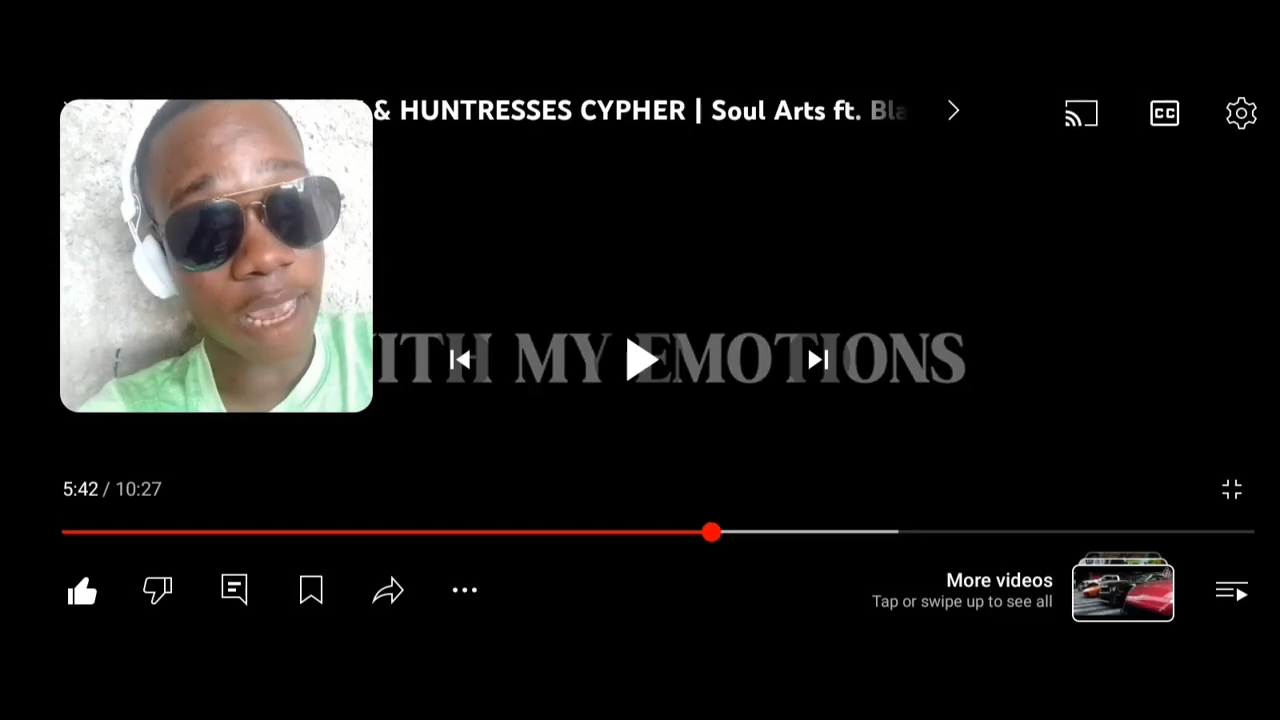 & HUNTRESSES CYPHER | Soul Arts ft.
CC
MY EMOTIONS
5:42 / 10:27
More videos
Tap or swipe up to see all